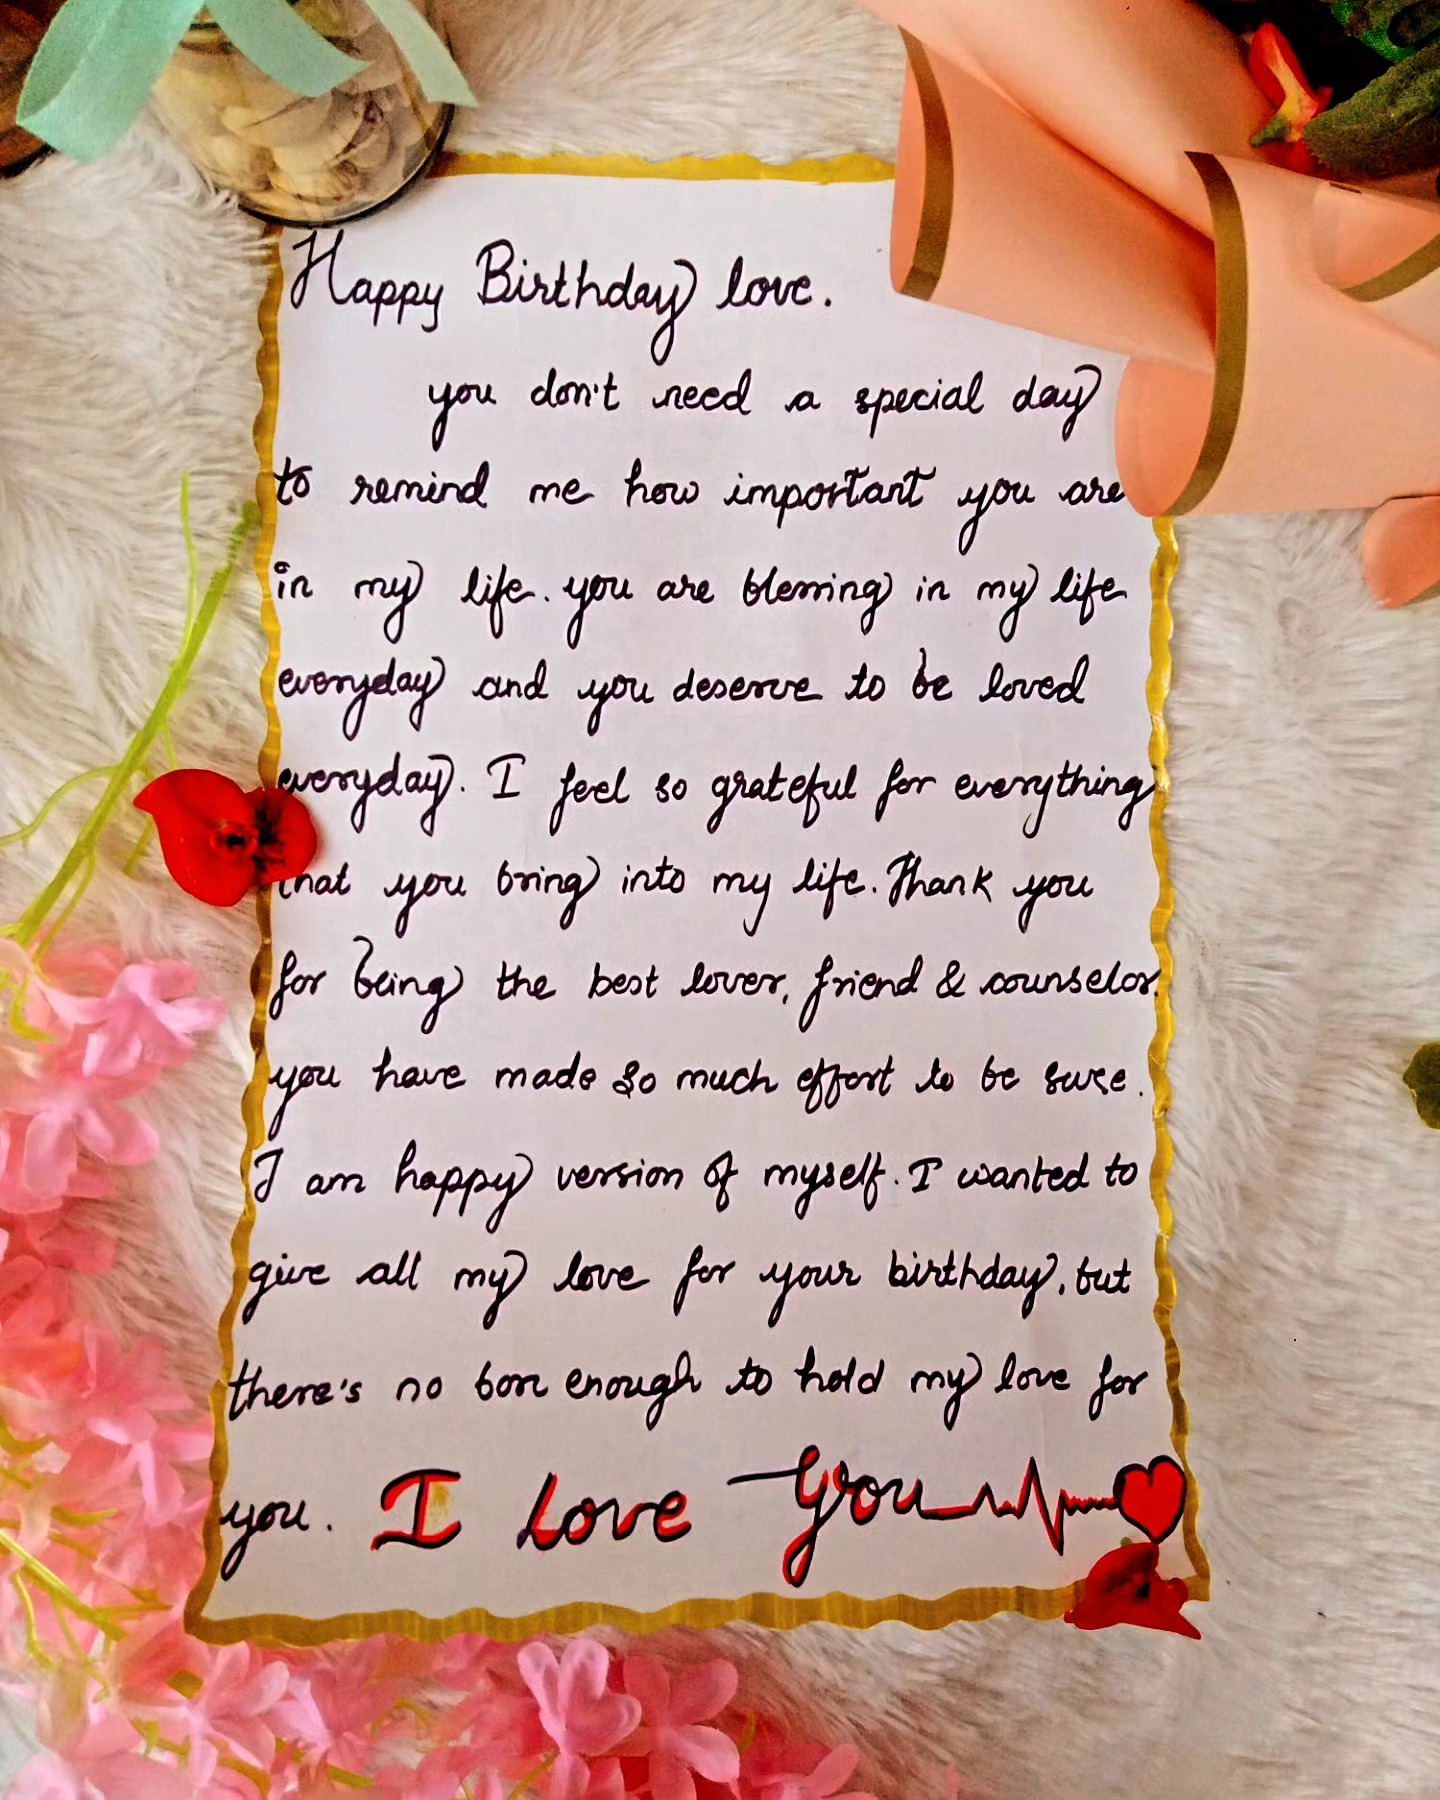 Happy Birthday love.
you don't need a special day
to remind me how important you are
in my life. you are blessing in my life
everyday and you deserve to be loved
everyday. I feel so grateful for everything
that you bring into my life. Thank you
for being the best lover, friend & counselor.
you have made so much effort to be sure.
I am happy version of myself. I wanted to
give all my love for your birthday, but
there's no box enough to hold my love for
you. I Love You